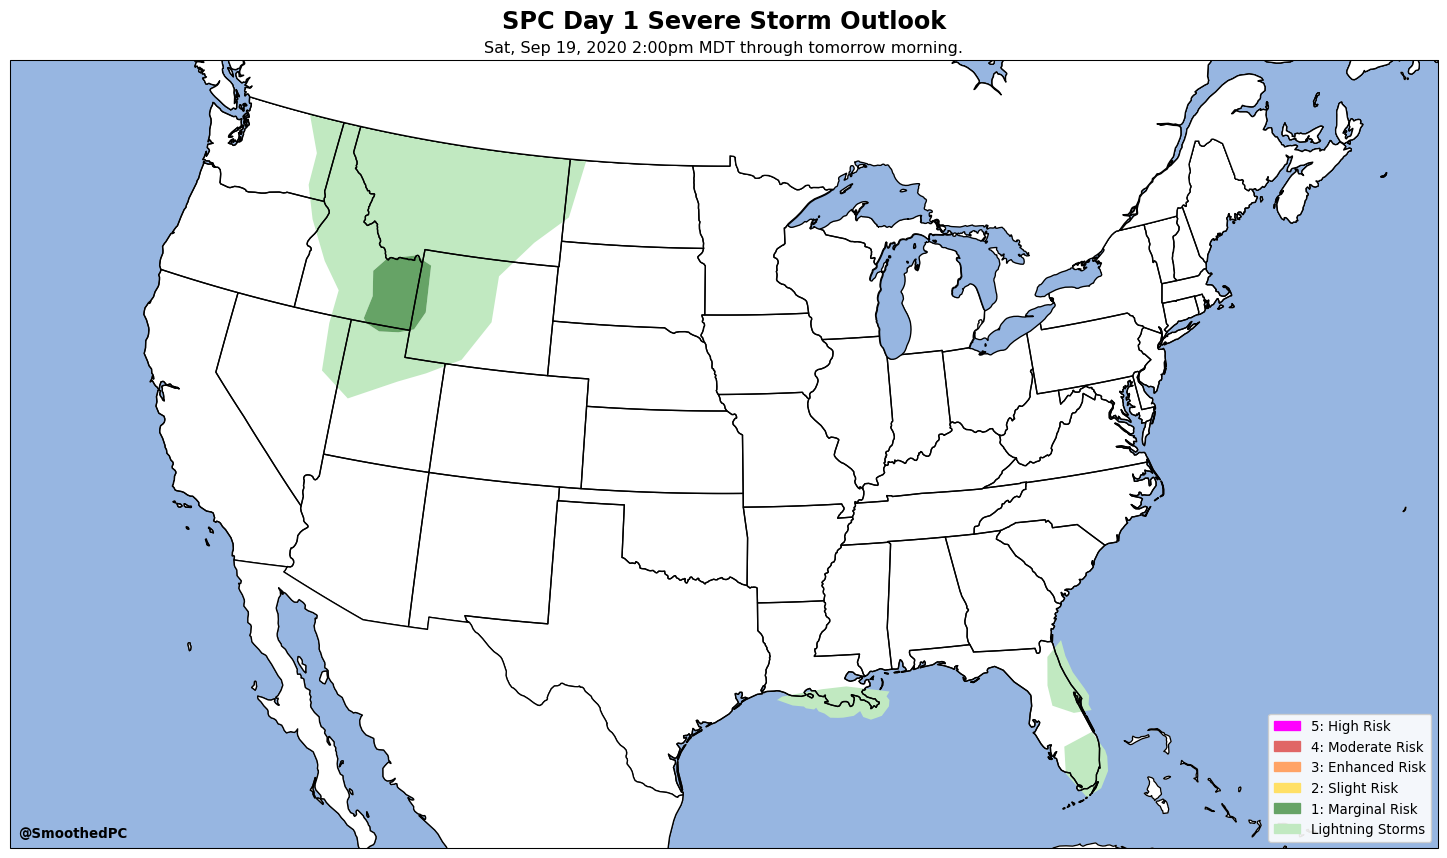 SPC Day 1 Severe Storm Outlook
Sat, Sep 19, 2020 2:00pm MDT through tomorrow morning.
5: High Risk
4: Moderate Risk
3: Enhanced Risk
2: Slight Risk
1: Marginal Risk
Lightning Storms
@SmoothedPC